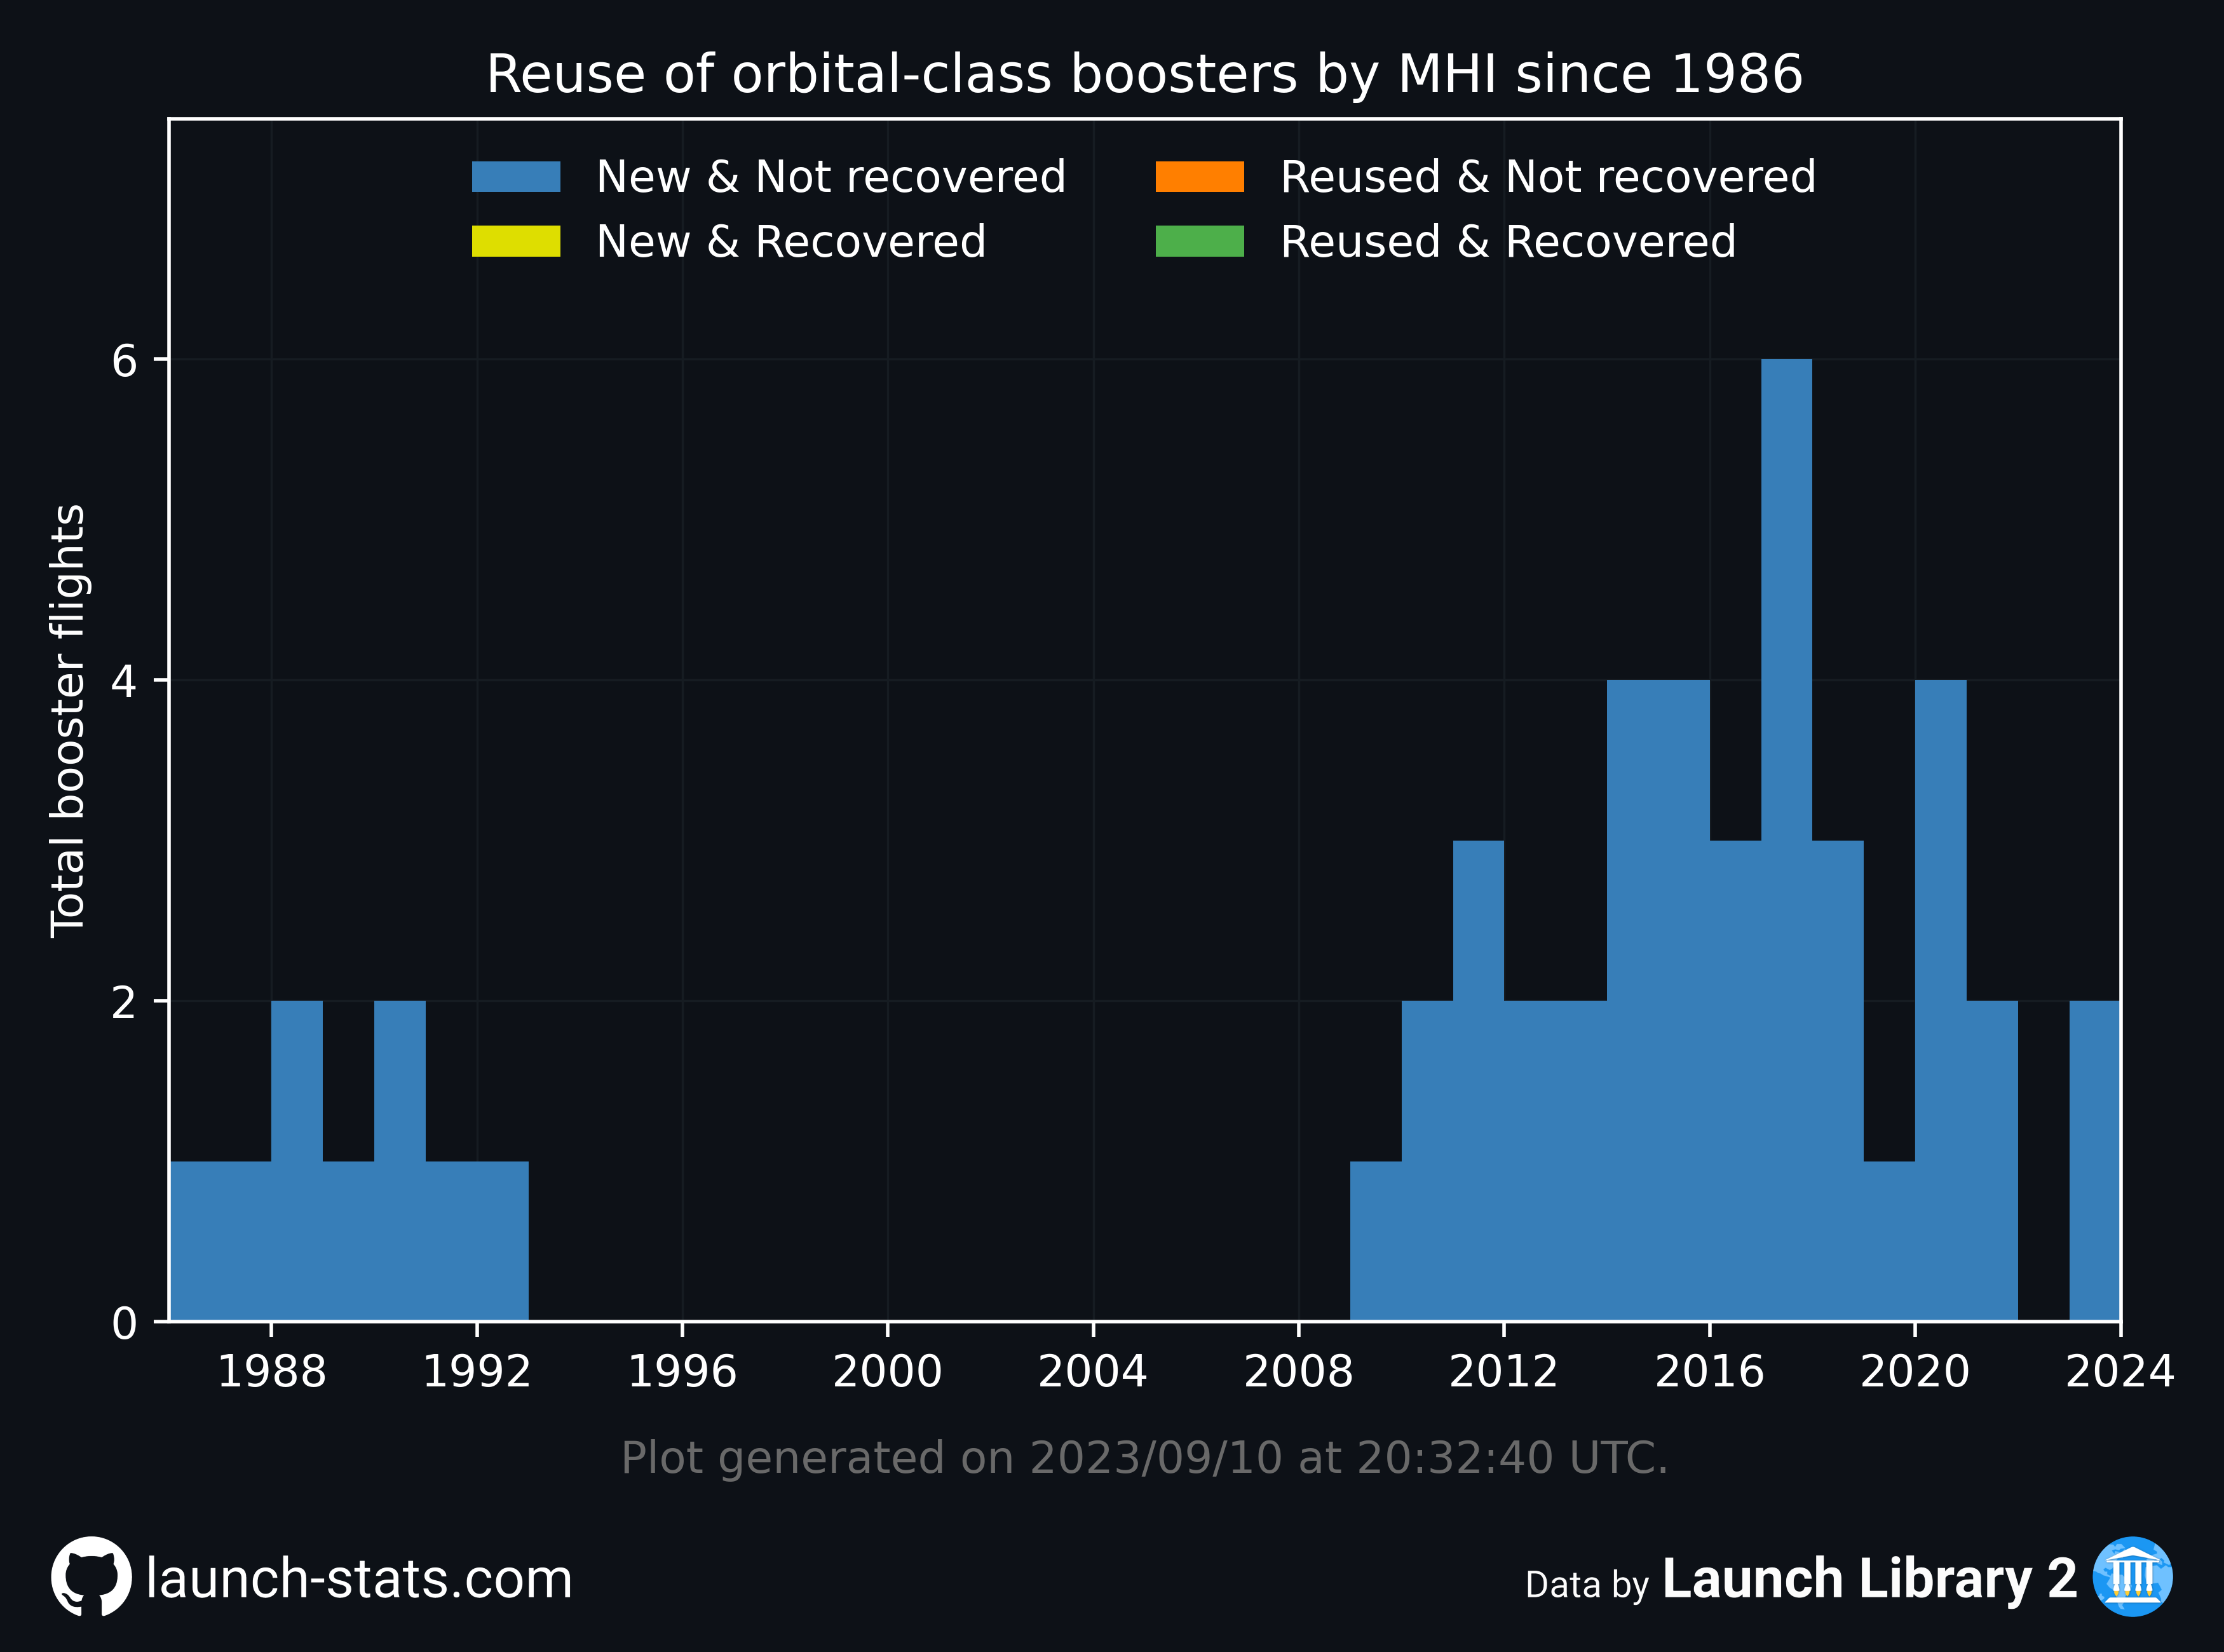 Reuse of orbital-class boosters by MHI since 1986
New & Not recovered
New & Recovered
Reused & Not recovered
Reused & Recovered
Total booster flights
6
4
2
0
1988 1992 1996 2000 2004 2008 2012 2016 2020 2024
Plot generated on 2023/09/10 at 20:32:40 UTC.
launch-stats.com
Data by Launch Library 2